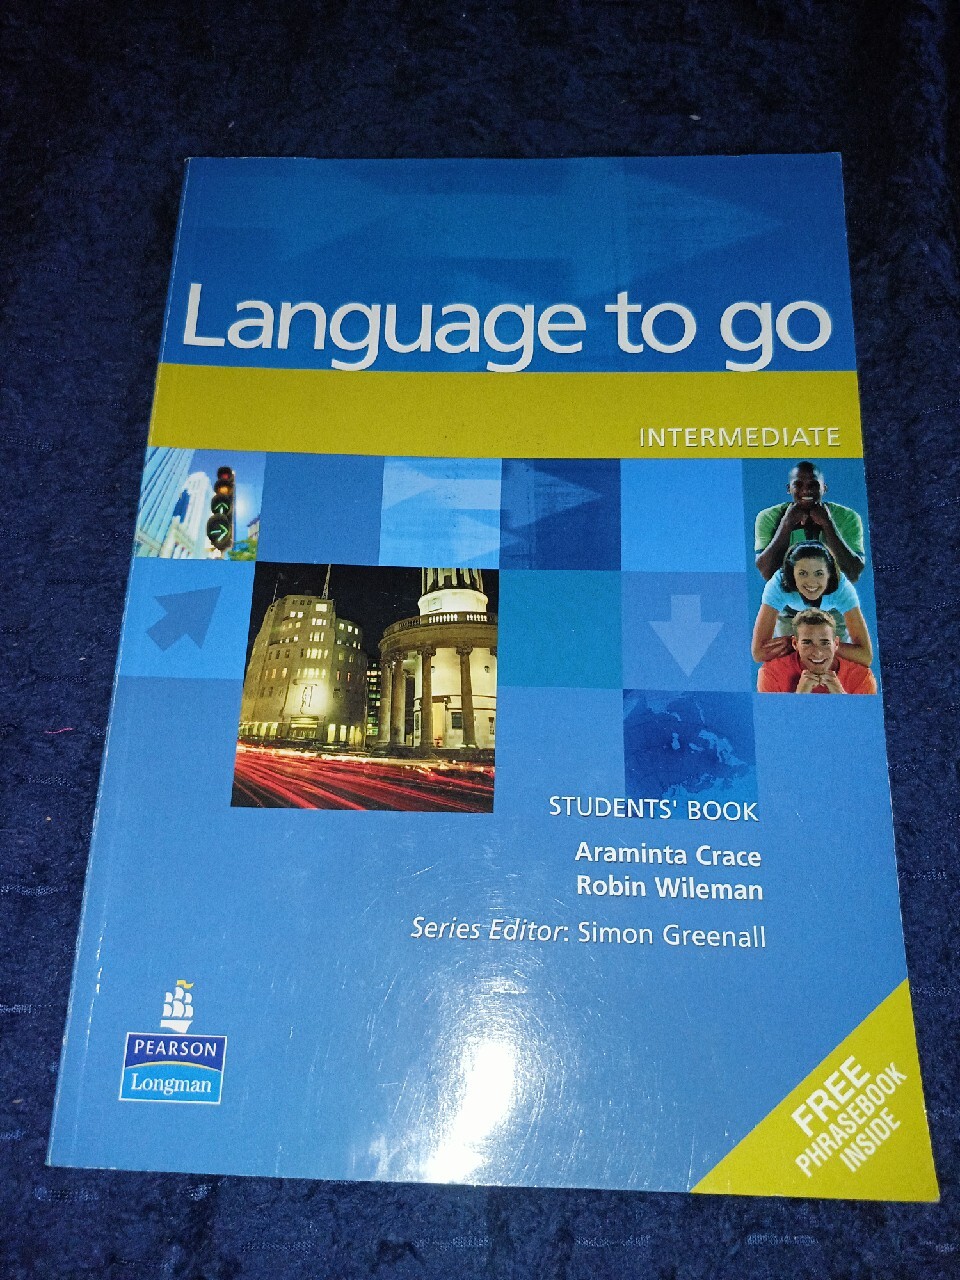 Language to go
INTERMEDIATE
STUDENTS' BOOK
Araminta Crace
Robin Wileman
Series Editor: Simon Greenall
PEARSON
Longman
FREE
PHRASEBOOK
INSIDE